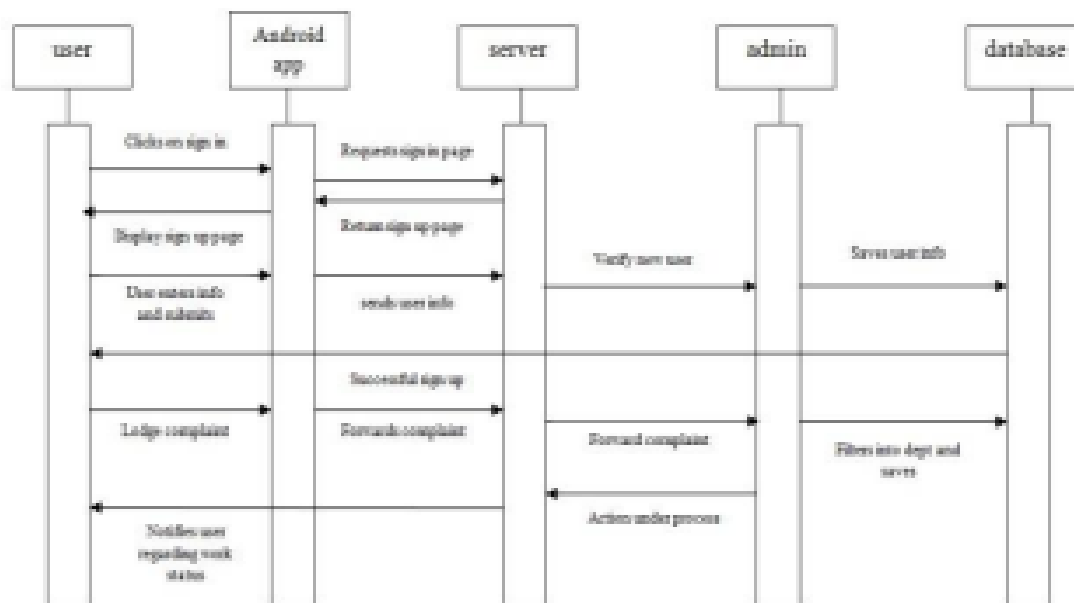 user
Android
app
server
admin
database
Clicks on sign in
Requests sign in page
Display sign up page
Return sign up page
Verify new user
Saves user info
User enters info
and submits
sends user info
Successful sign up
Lodge complaint
Forwards complaint
Forward complaint
Filters into dept and
saves
Action under process
Notifies user
regarding work
status